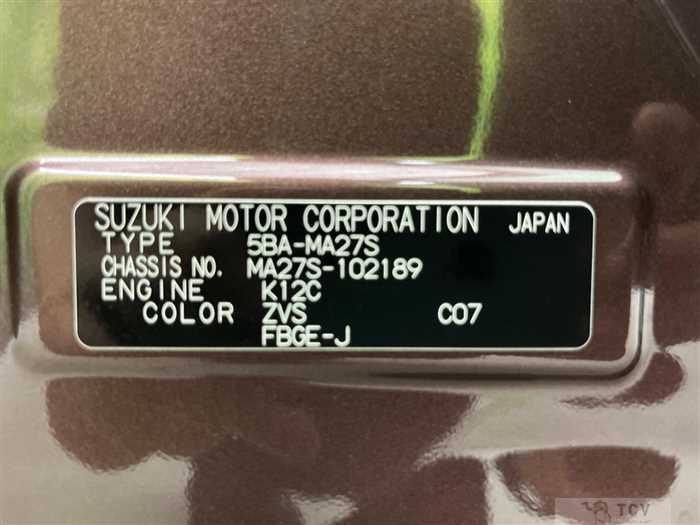 SUZUKI MOTOR CORPORATION JAPAN
TYPE 5BA-MA27S
CHASSIS NO. MA27S-102189
ENGINE K12C
COLOR ZVS C07
FBGE-J
TCV